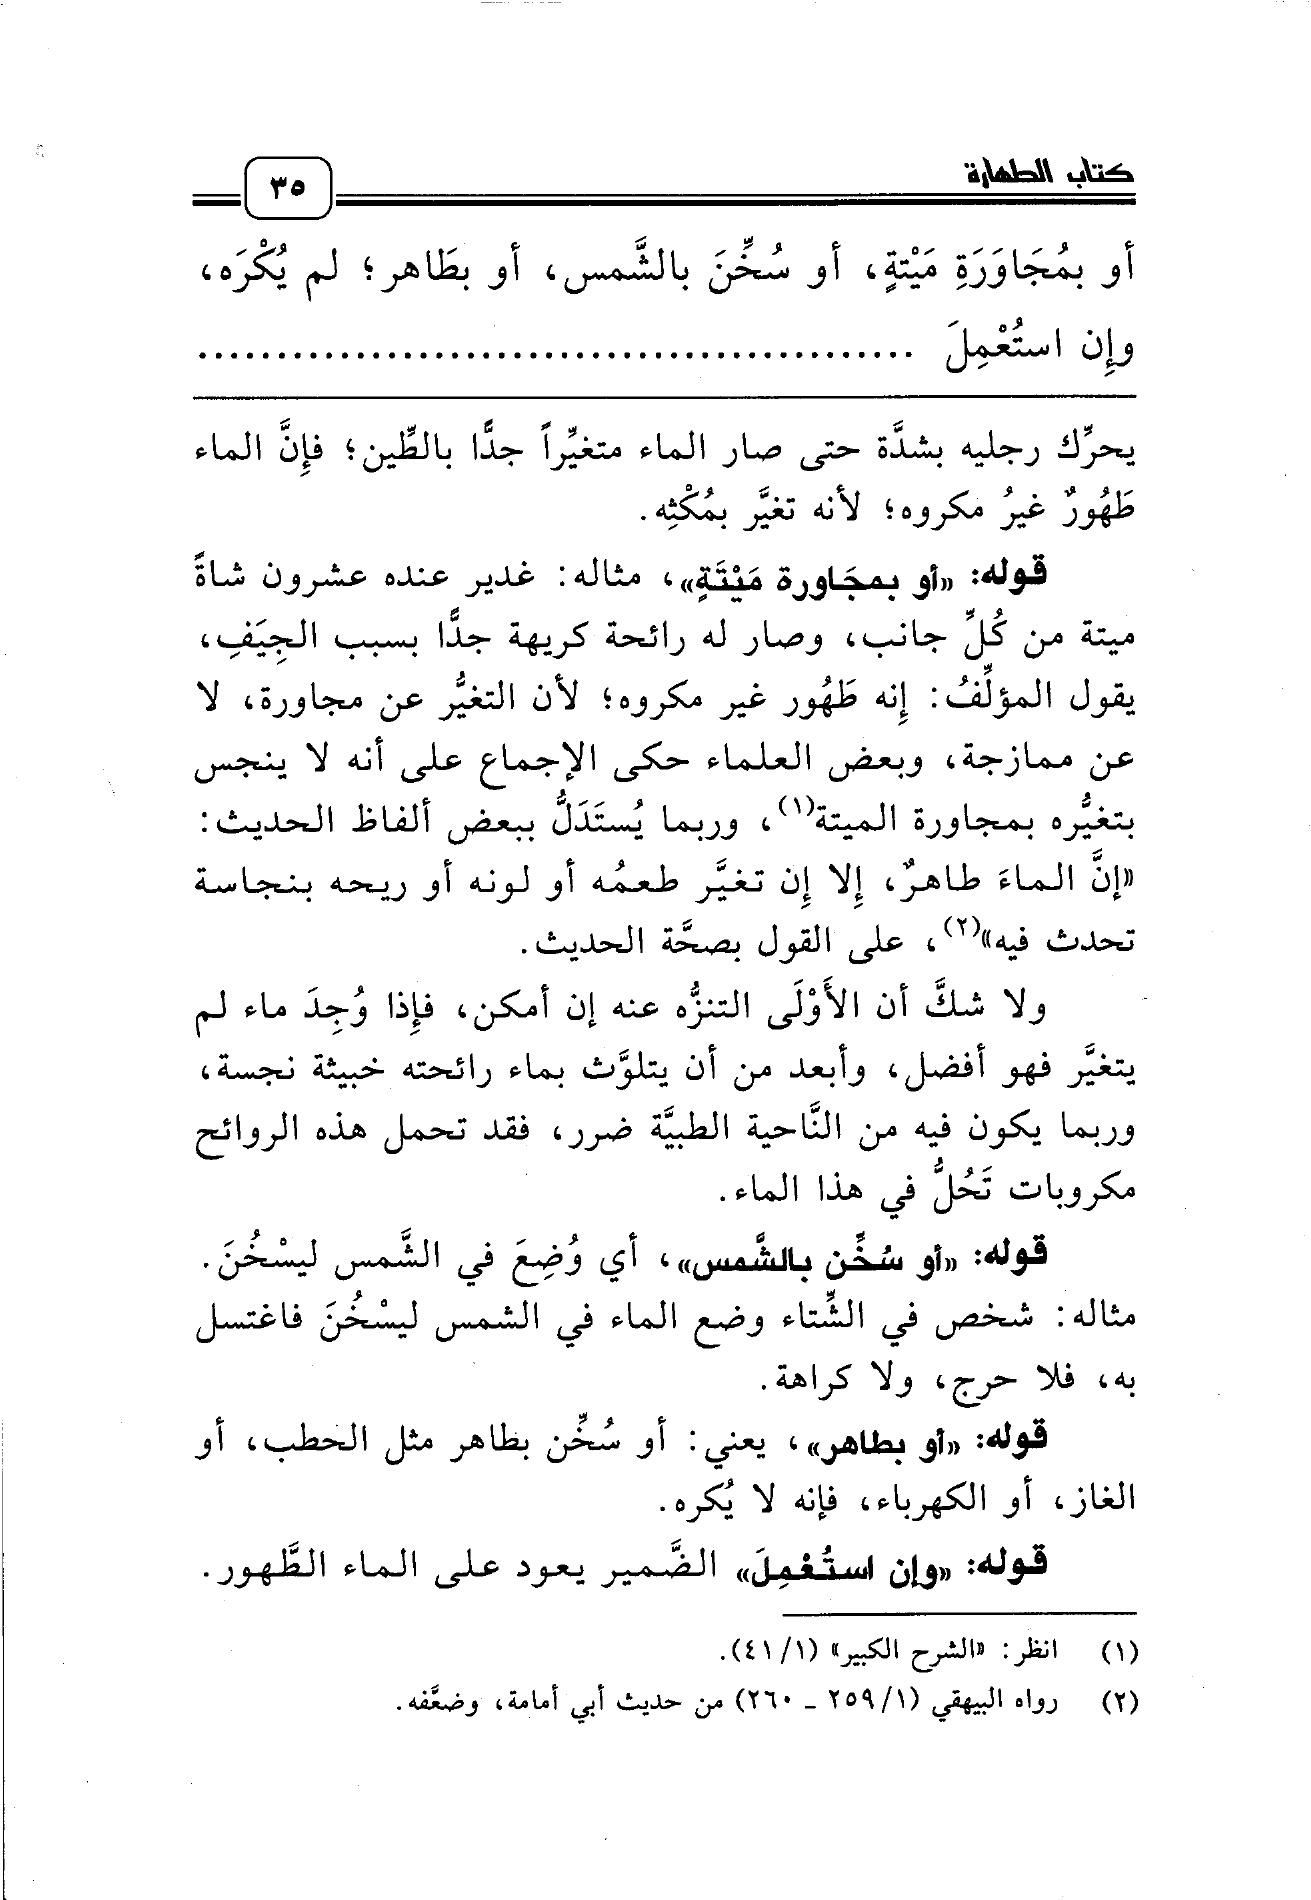 كتاب الطهارة
٣٥
أو بمُجَاوَرَةِ مَيْتةٍ، أو سُخِّنَ بالشَّمس، أو بطَاهر؛ لم يُكْرَه،
وإِن استُعْمِلَ ..............................................
يحرِّك رجليه بشدَّة حتى صار الماء متغيِّراً جدًّا بالطِّين؛ فإِنَّ الماء
طَهُورٌ غيرُ مكروه؛ لأنه تغيَّر بمُكْثِه.
قوله: «أو بمجَاورة مَيْتَةٍ»، مثاله: غدير عنده عشرون شاةً
ميتة من كُلِّ جانب، وصار له رائحة كريهة جدًّا بسبب الجِيَفِ،
يقول المؤلِّفُ: إِنه طَهُور غير مكروه؛ لأن التغيُّر عن مجاورة، لا
عن ممازجة، وبعض العلماء حكى الإجماع على أنه لا ينجس
بتغيُّره بمجاورة الميتة(١)، وربما يُستَدَلُّ ببعض ألفاظ الحديث:
«إنَّ الماءَ طاهرٌ، إِلا إِن تغيَّر طعمُه أو لونه أو ريحه بنجاسة
تحدث فيه»(٢)، على القول بصحَّة الحديث.
ولا شكَّ أن الأَوْلَى التنزُّه عنه إن أمكن، فإِذا وُجِدَ ماء لم
يتغيَّر فهو أفضل، وأبعد من أن يتلوَّث بماء رائحته خبيثة نجسة،
وربما يكون فيه من النَّاحية الطبيَّة ضرر، فقد تحمل هذه الروائح
مكروبات تَحُلُّ في هذا الماء.
قوله: «أو سُخِّن بالشَّمس»، أي وُضِعَ في الشَّمس ليسْخُنَ.
مثاله: شخص في الشِّتاء وضع الماء في الشمس ليسْخُنَ فاغتسل
به، فلا حرج، ولا كراهة.
قوله: «أو بطاهر»، يعني: أو سُخِّن بطاهر مثل الحطب، أو
الغاز، أو الكهرباء، فإنه لا يُكره.
قوله: «وإن استُعْمِلَ» الضَّمير يعود على الماء الطَّهور.
(١) انظر: «الشرح الكبير» (٤١/١).
(٢) رواه البيهقي (٢٥٩/١ ـ ٢٦٠) من حديث أبي أمامة، وضعَّفه.